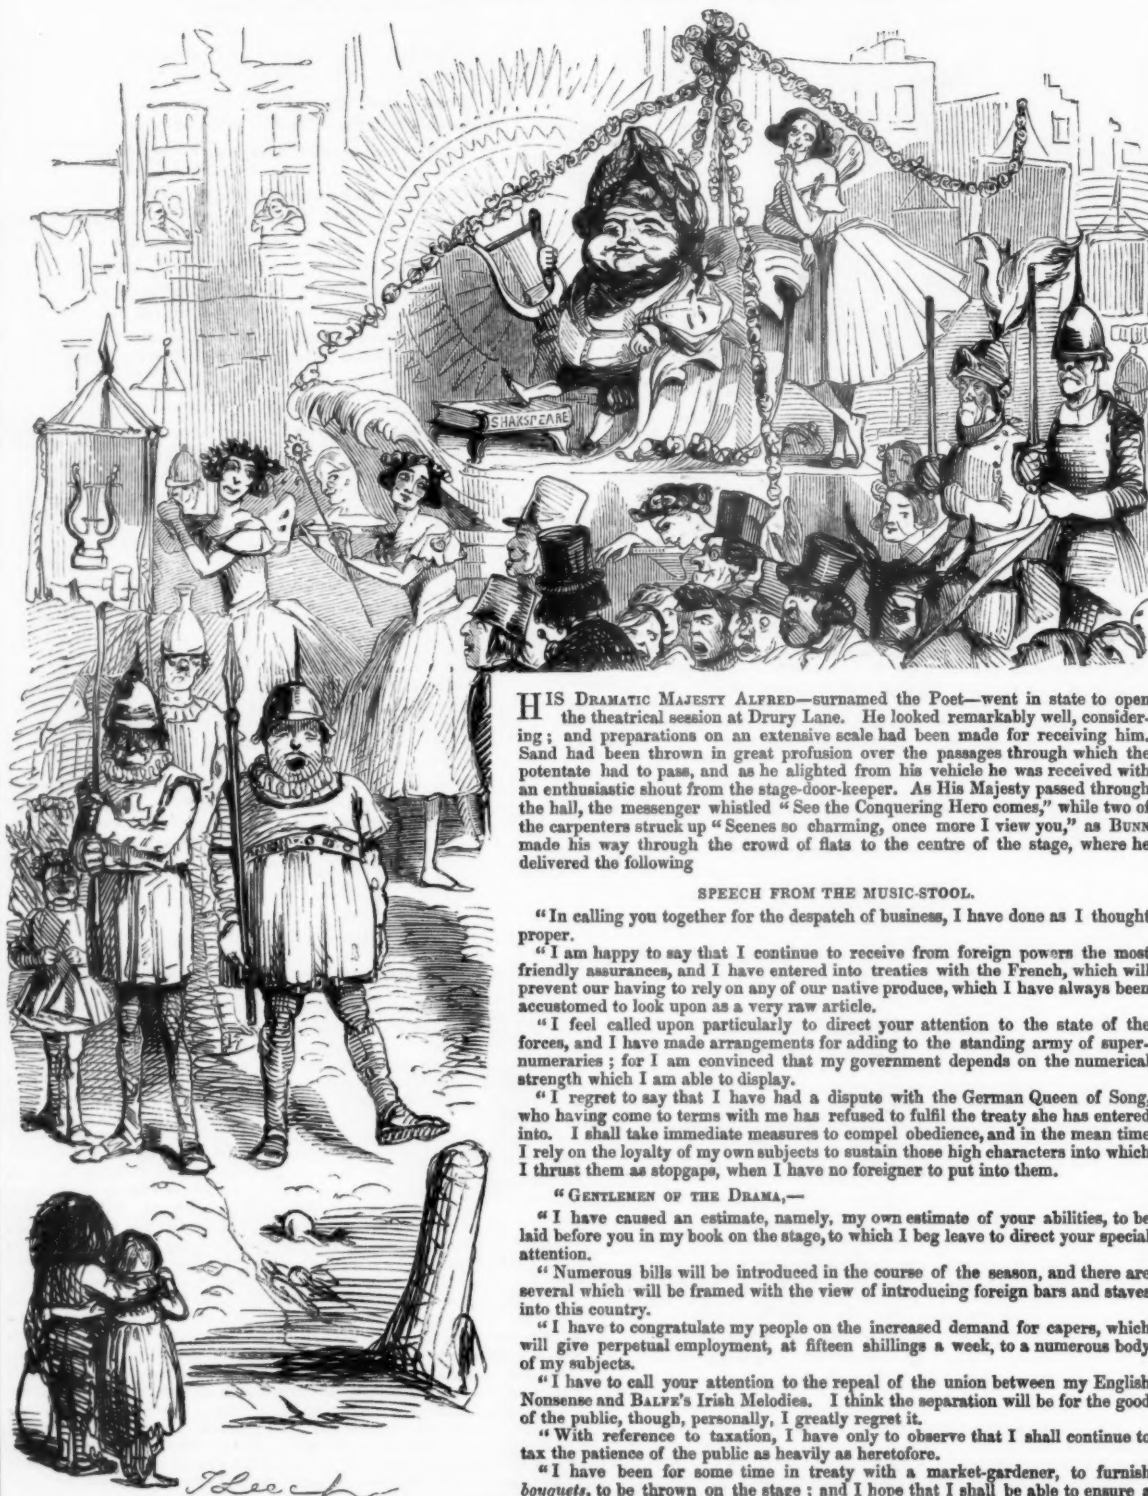 SHAKSPEARE
HIS DRAMATIC MAJESTY ALFRED—surnamed the Poet—went in state to open
the theatrical session at Drury Lane. He looked remarkably well, consider-
ing; and preparations on an extensive scale had been made for receiving him.
Sand had been thrown in great profusion over the passages through which the
potentate had to pass, and as he alighted from his vehicle he was received with
an enthusiastic shout from the stage-door-keeper. As His Majesty passed through
the hall, the messenger whistled “See the Conquering Hero comes,” while two of
the carpenters struck up “Scenes so charming, once more I view you,” as BUNN
made his way through the crowd of flats to the centre of the stage, where he
delivered the following
SPEECH FROM THE MUSIC-STOOL.
“In calling you together for the despatch of business, I have done as I thought
proper.
“I am happy to say that I continue to receive from foreign powers the most
friendly assurances, and I have entered into treaties with the French, which will
prevent our having to rely on any of our native produce, which I have always been
accustomed to look upon as a very raw article.
“I feel called upon particularly to direct your attention to the state of the
forces, and I have made arrangements for adding to the standing army of super-
numeraries; for I am convinced that my government depends on the numerical
strength which I am able to display.
“I regret to say that I have had a dispute with the German Queen of Song,
who having come to terms with me has refused to fulfil the treaty she has entered
into. I shall take immediate measures to compel obedience, and in the mean time
I rely on the loyalty of my own subjects to sustain those high characters into which
I thrust them as stopgaps, when I have no foreigner to put into them.
“GENTLEMEN OF THE DRAMA,—
“I have caused an estimate, namely, my own estimate of your abilities, to be
laid before you in my book on the stage, to which I beg leave to direct your special
attention.
“Numerous bills will be introduced in the course of the season, and there are
several which will be framed with the view of introducing foreign bars and staves
into this country.
“I have to congratulate my people on the increased demand for capers, which
will give perpetual employment, at fifteen shillings a week, to a numerous body
of my subjects.
“I have to call your attention to the repeal of the union between my English
Nonsense and BALFE’S Irish Melodies. I think the separation will be for the good
of the public, though, personally, I greatly regret it.
“With reference to taxation, I have only to observe that I shall continue to
tax the patience of the public as heavily as heretofore.
“I have been for some time in treaty with a market-gardener, to furnish
bouquets, to be thrown on the stage; and I hope that I shall be able to ensure
J Leech